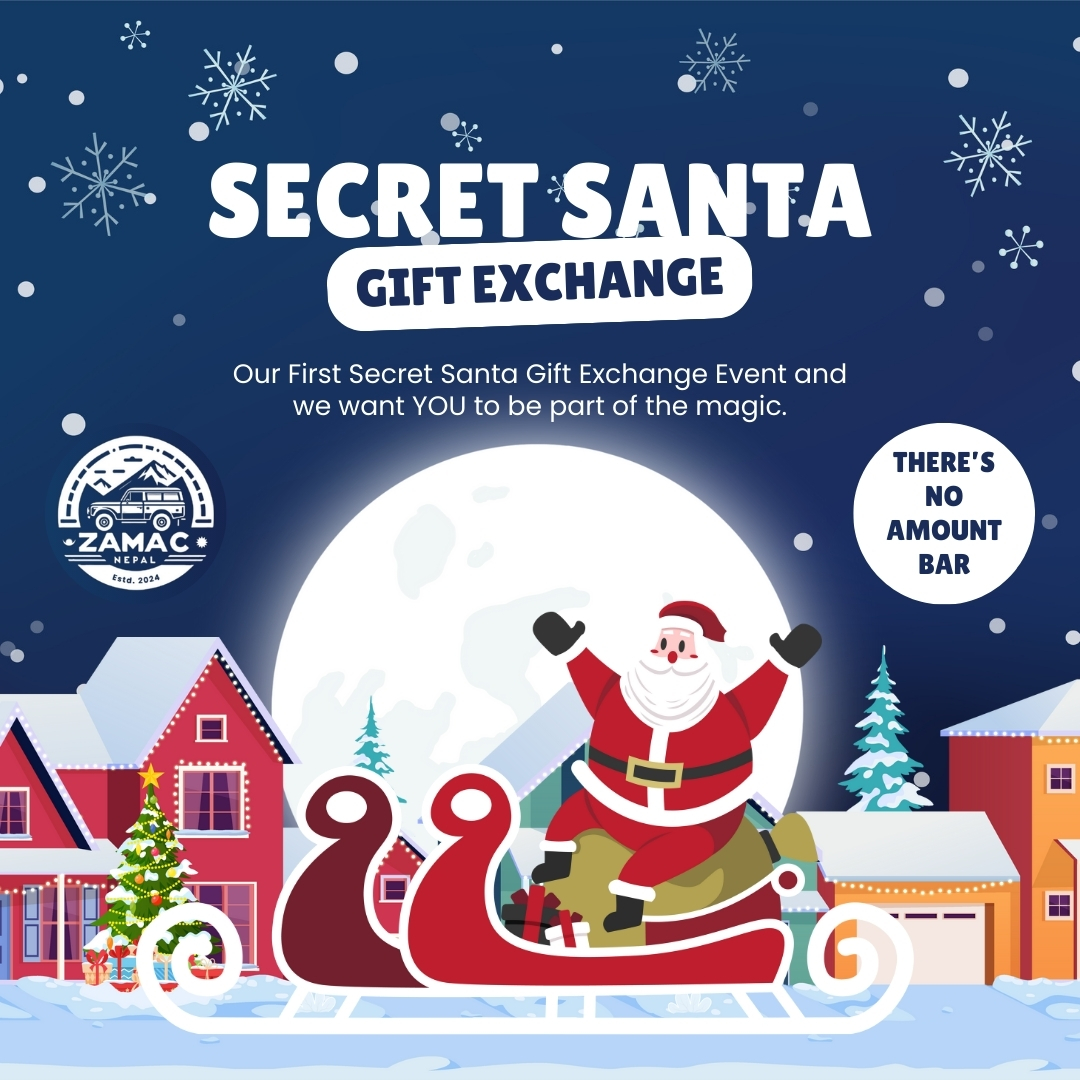 SECRET SANTA
GIFT EXCHANGE
Our First Secret Santa Gift Exchange Event and
we want YOU to be part of the magic.
ZAMAC
NEPAL
Estd. 2024
THERE'S
NO
AMOUNT
BAR